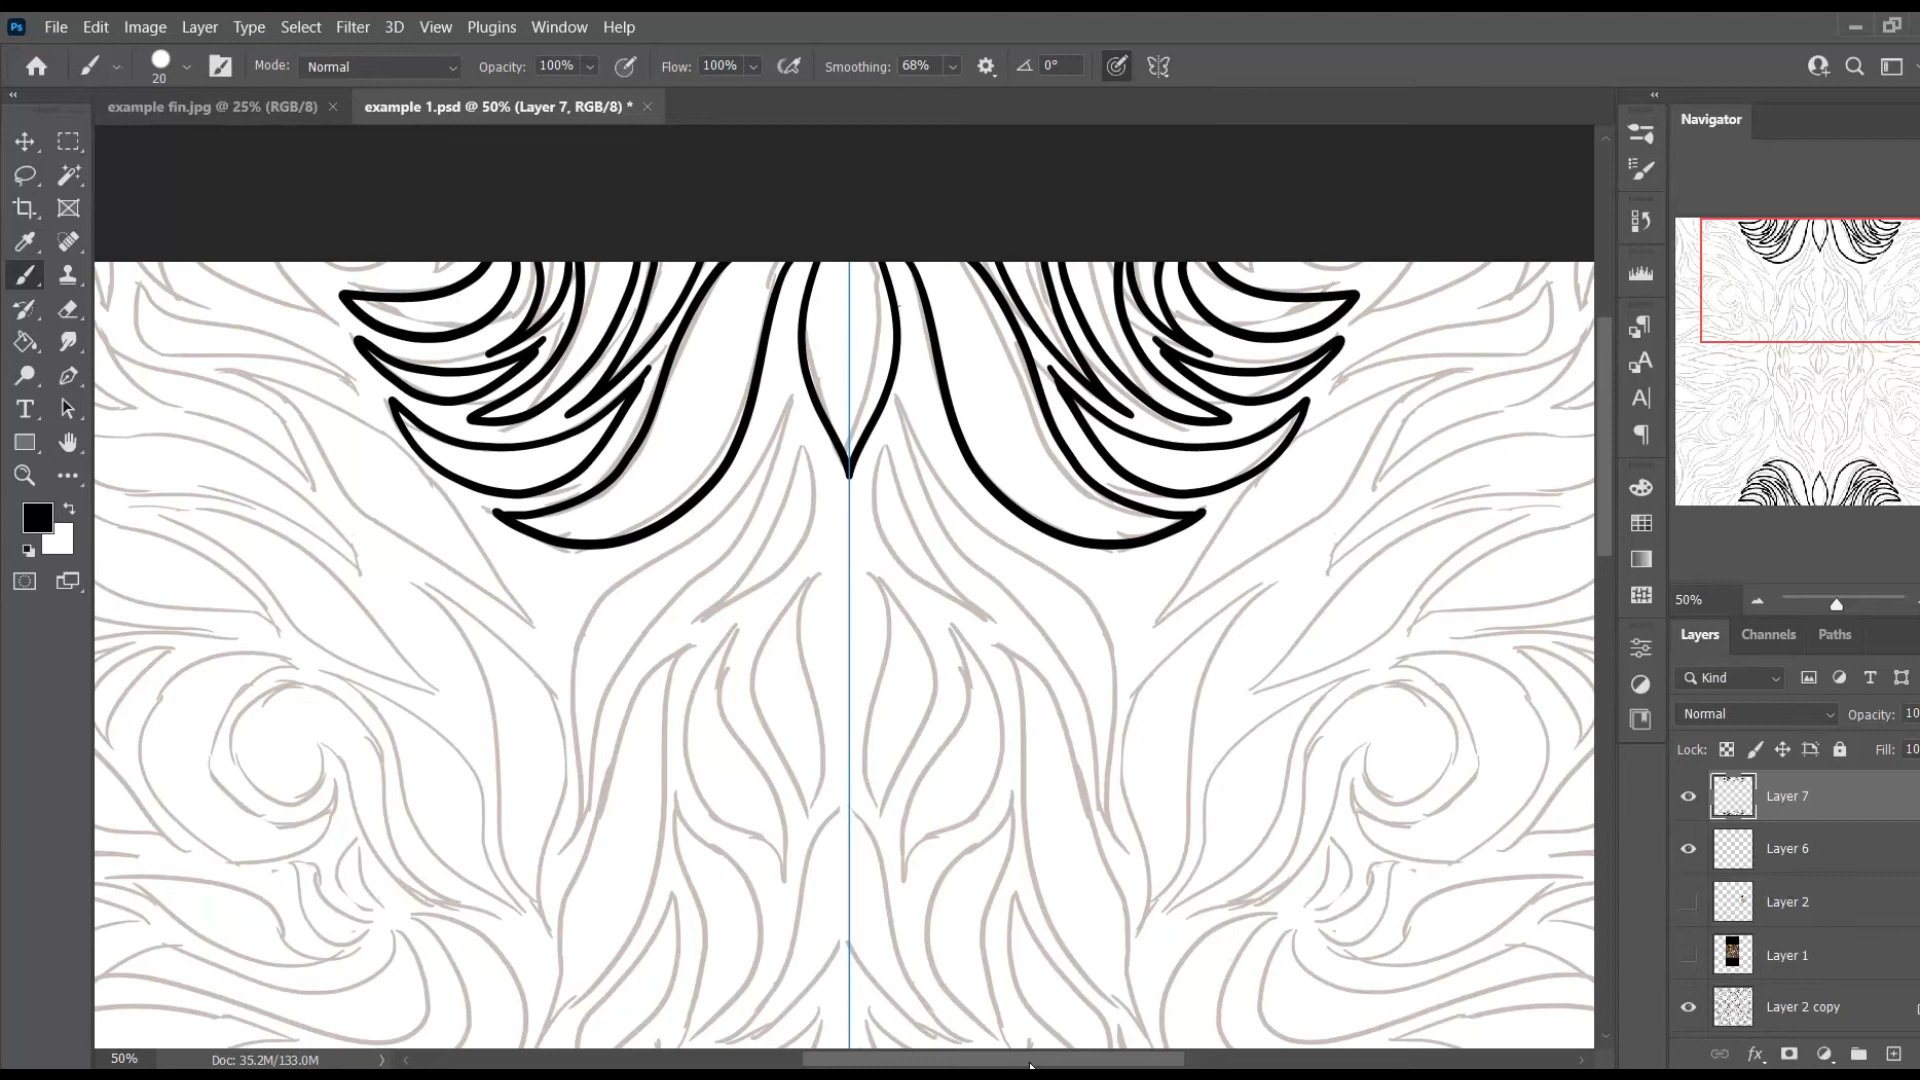 Ps File Edit Image Layer Type Select Filter 3D View Plugins Window Help
20 Mode: Normal Opacity: 100% Flow: 100% Smoothing: 68% 0°
example fin.jpg @ 25% (RGB/8) × example 1.psd @ 50% (Layer 7, RGB/8) * ×
Navigator
50%
Layers Channels Paths
Kind
Normal Opacity: 10
Lock: Fill: 10
Layer 7
Layer 6
Layer 2
Layer 1
Layer 2 copy
fx
50% Doc: 35.2M/133.0M